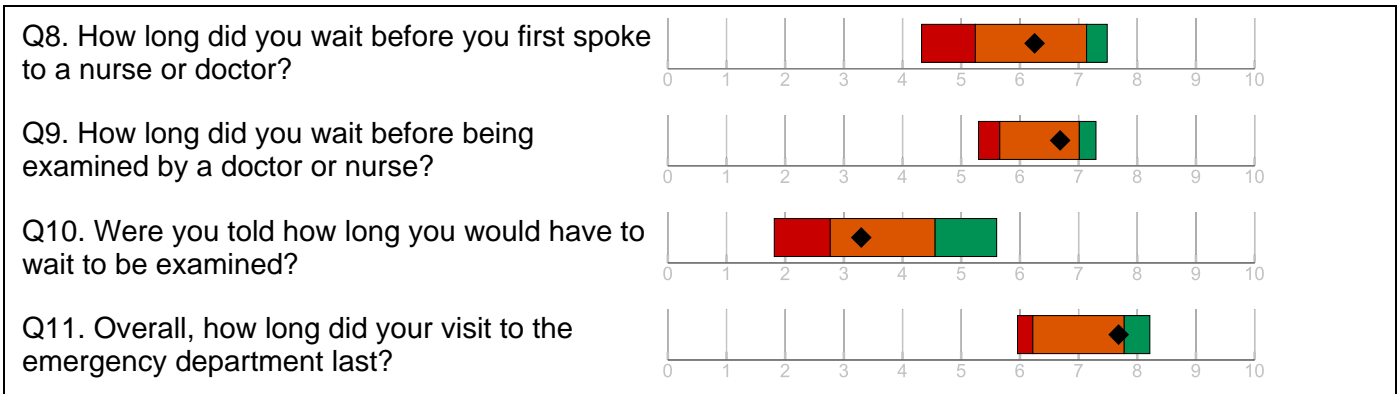 Q8. How long did you wait before you first spoke
to a nurse or doctor?
0 1 2 3 4 5 6 7 8 9 10
Q9. How long did you wait before being
examined by a doctor or nurse?
0 1 2 3 4 5 6 7 8 9 10
Q10. Were you told how long you would have to
wait to be examined?
0 1 2 3 4 5 6 7 8 9 10
Q11. Overall, how long did your visit to the
emergency department last?
0 1 2 3 4 5 6 7 8 9 10